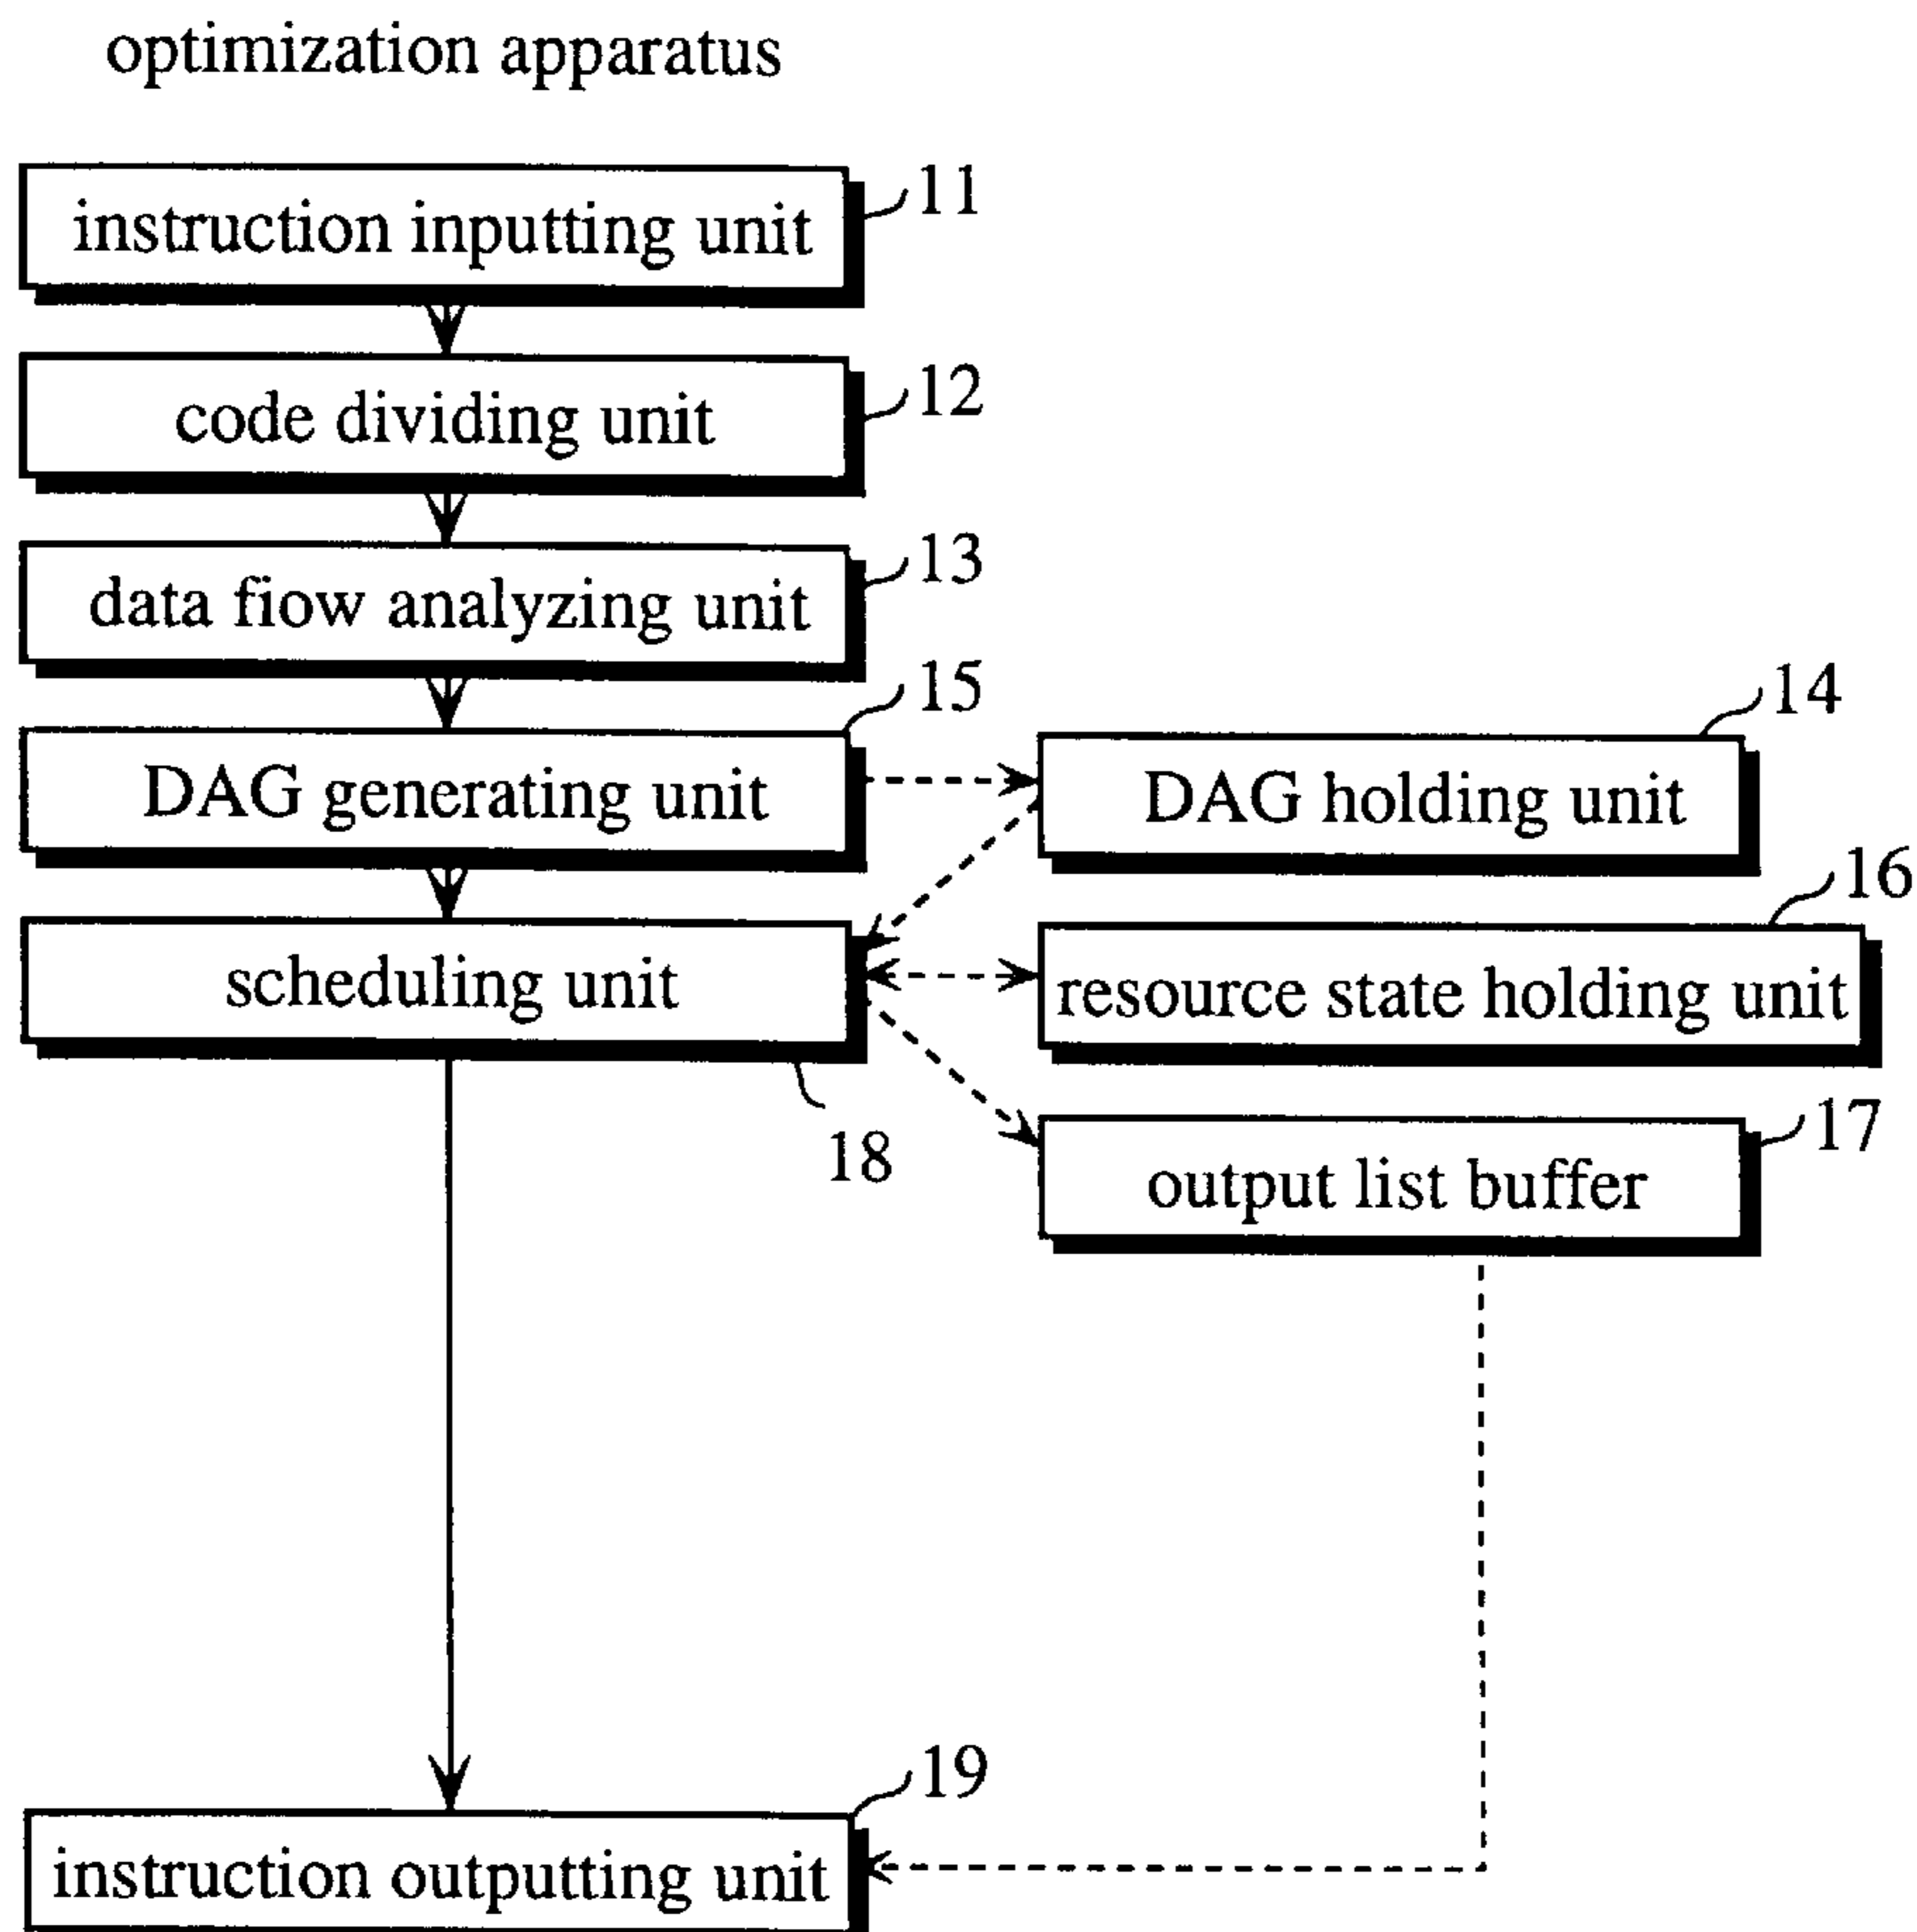 optimization apparatus
instruction inputting unit
11
code dividing unit
12
data fiow analyzing unit
13
DAG generating unit
15
DAG holding unit
14
scheduling unit
18
resource state holding unit
16
output list buffer
17
instruction outputting unit
19